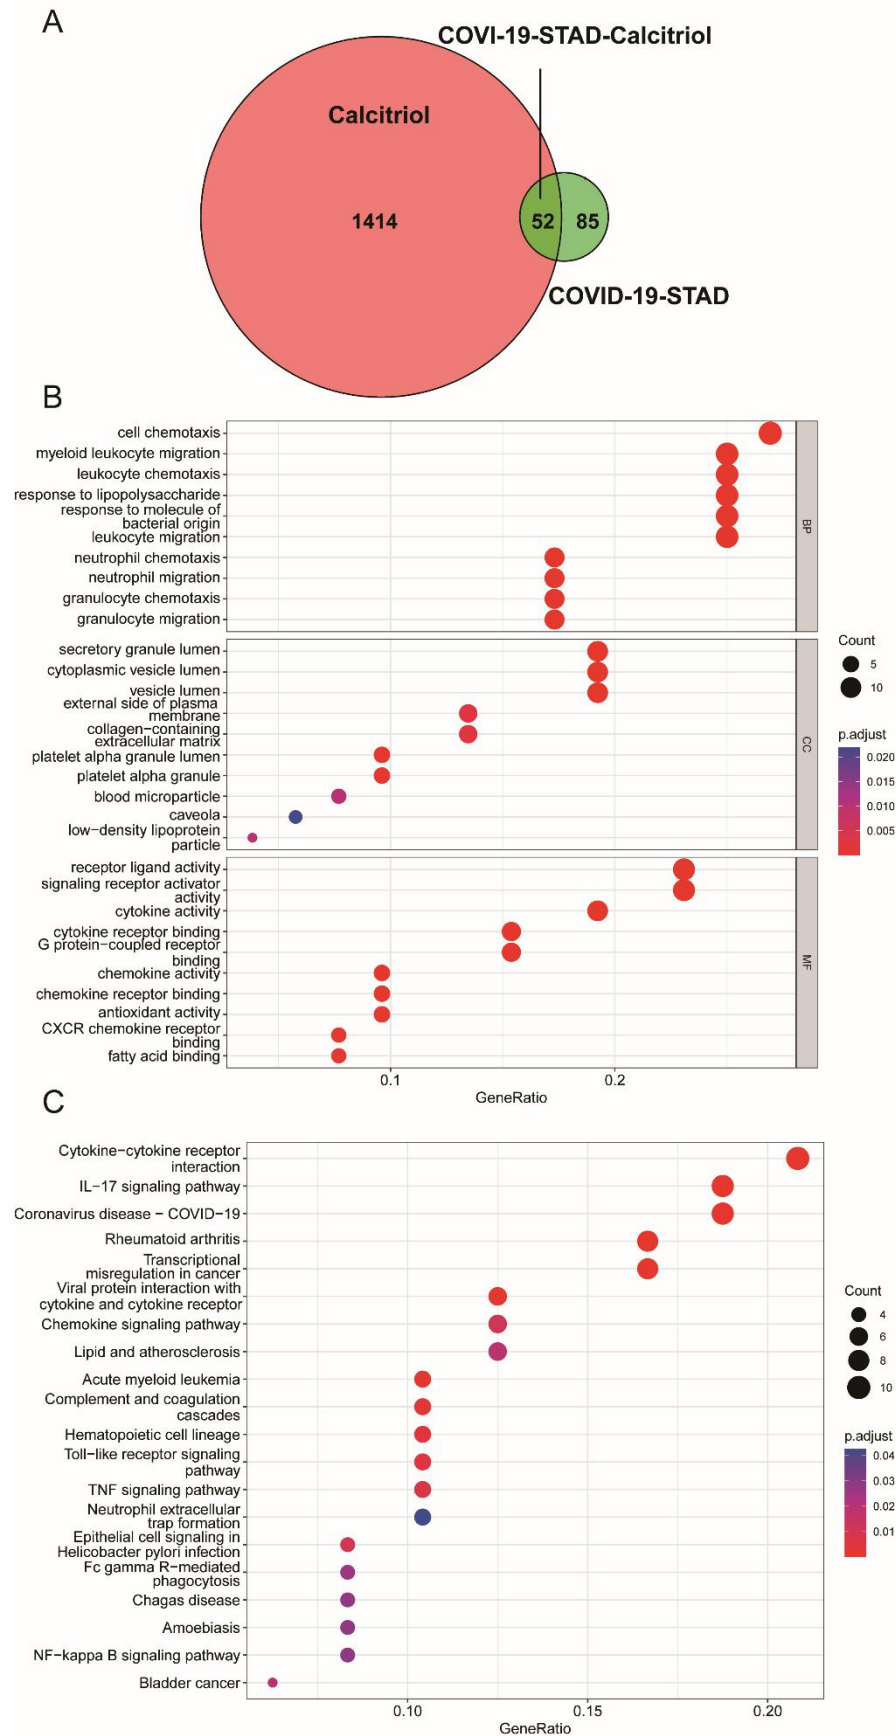 A
COVI-19-STAD-Calcitriol
Calcitriol
1414
52
85
COVID-19-STAD
B
cell chemotaxis
myeloid leukocyte migration
leukocyte chemotaxis
response to lipopolysaccharide
response to molecule of
bacterial origin
leukocyte migration
neutrophil chemotaxis
neutrophil migration
granulocyte chemotaxis
granulocyte migration
BP
secretory granule lumen
cytoplasmic vesicle lumen
vesicle lumen
external side of plasma
membrane
collagen−containing
extracellular matrix
platelet alpha granule lumen
platelet alpha granule
blood microparticle
caveola
low−density lipoprotein
particle
CC
receptor ligand activity
signaling receptor activator
activity
cytokine activity
cytokine receptor binding
G protein−coupled receptor
binding
chemokine activity
chemokine receptor binding
antioxidant activity
CXCR chemokine receptor
binding
fatty acid binding
MF
0.1
0.2
GeneRatio
Count
5
10
p.adjust
0.020
0.015
0.010
0.005
C
Cytokine−cytokine receptor
interaction
IL−17 signaling pathway
Coronavirus disease − COVID−19
Rheumatoid arthritis
Transcriptional
misregulation in cancer
Viral protein interaction with
cytokine and cytokine receptor
Chemokine signaling pathway
Lipid and atherosclerosis
Acute myeloid leukemia
Complement and coagulation
cascades
Hematopoietic cell lineage
Toll−like receptor signaling
pathway
TNF signaling pathway
Neutrophil extracellular
trap formation
Epithelial cell signaling in
Helicobacter pylori infection
Fc gamma R−mediated
phagocytosis
Chagas disease
Amoebiasis
NF−kappa B signaling pathway
Bladder cancer
0.10
0.15
0.20
GeneRatio
Count
4
6
8
10
p.adjust
0.04
0.03
0.02
0.01